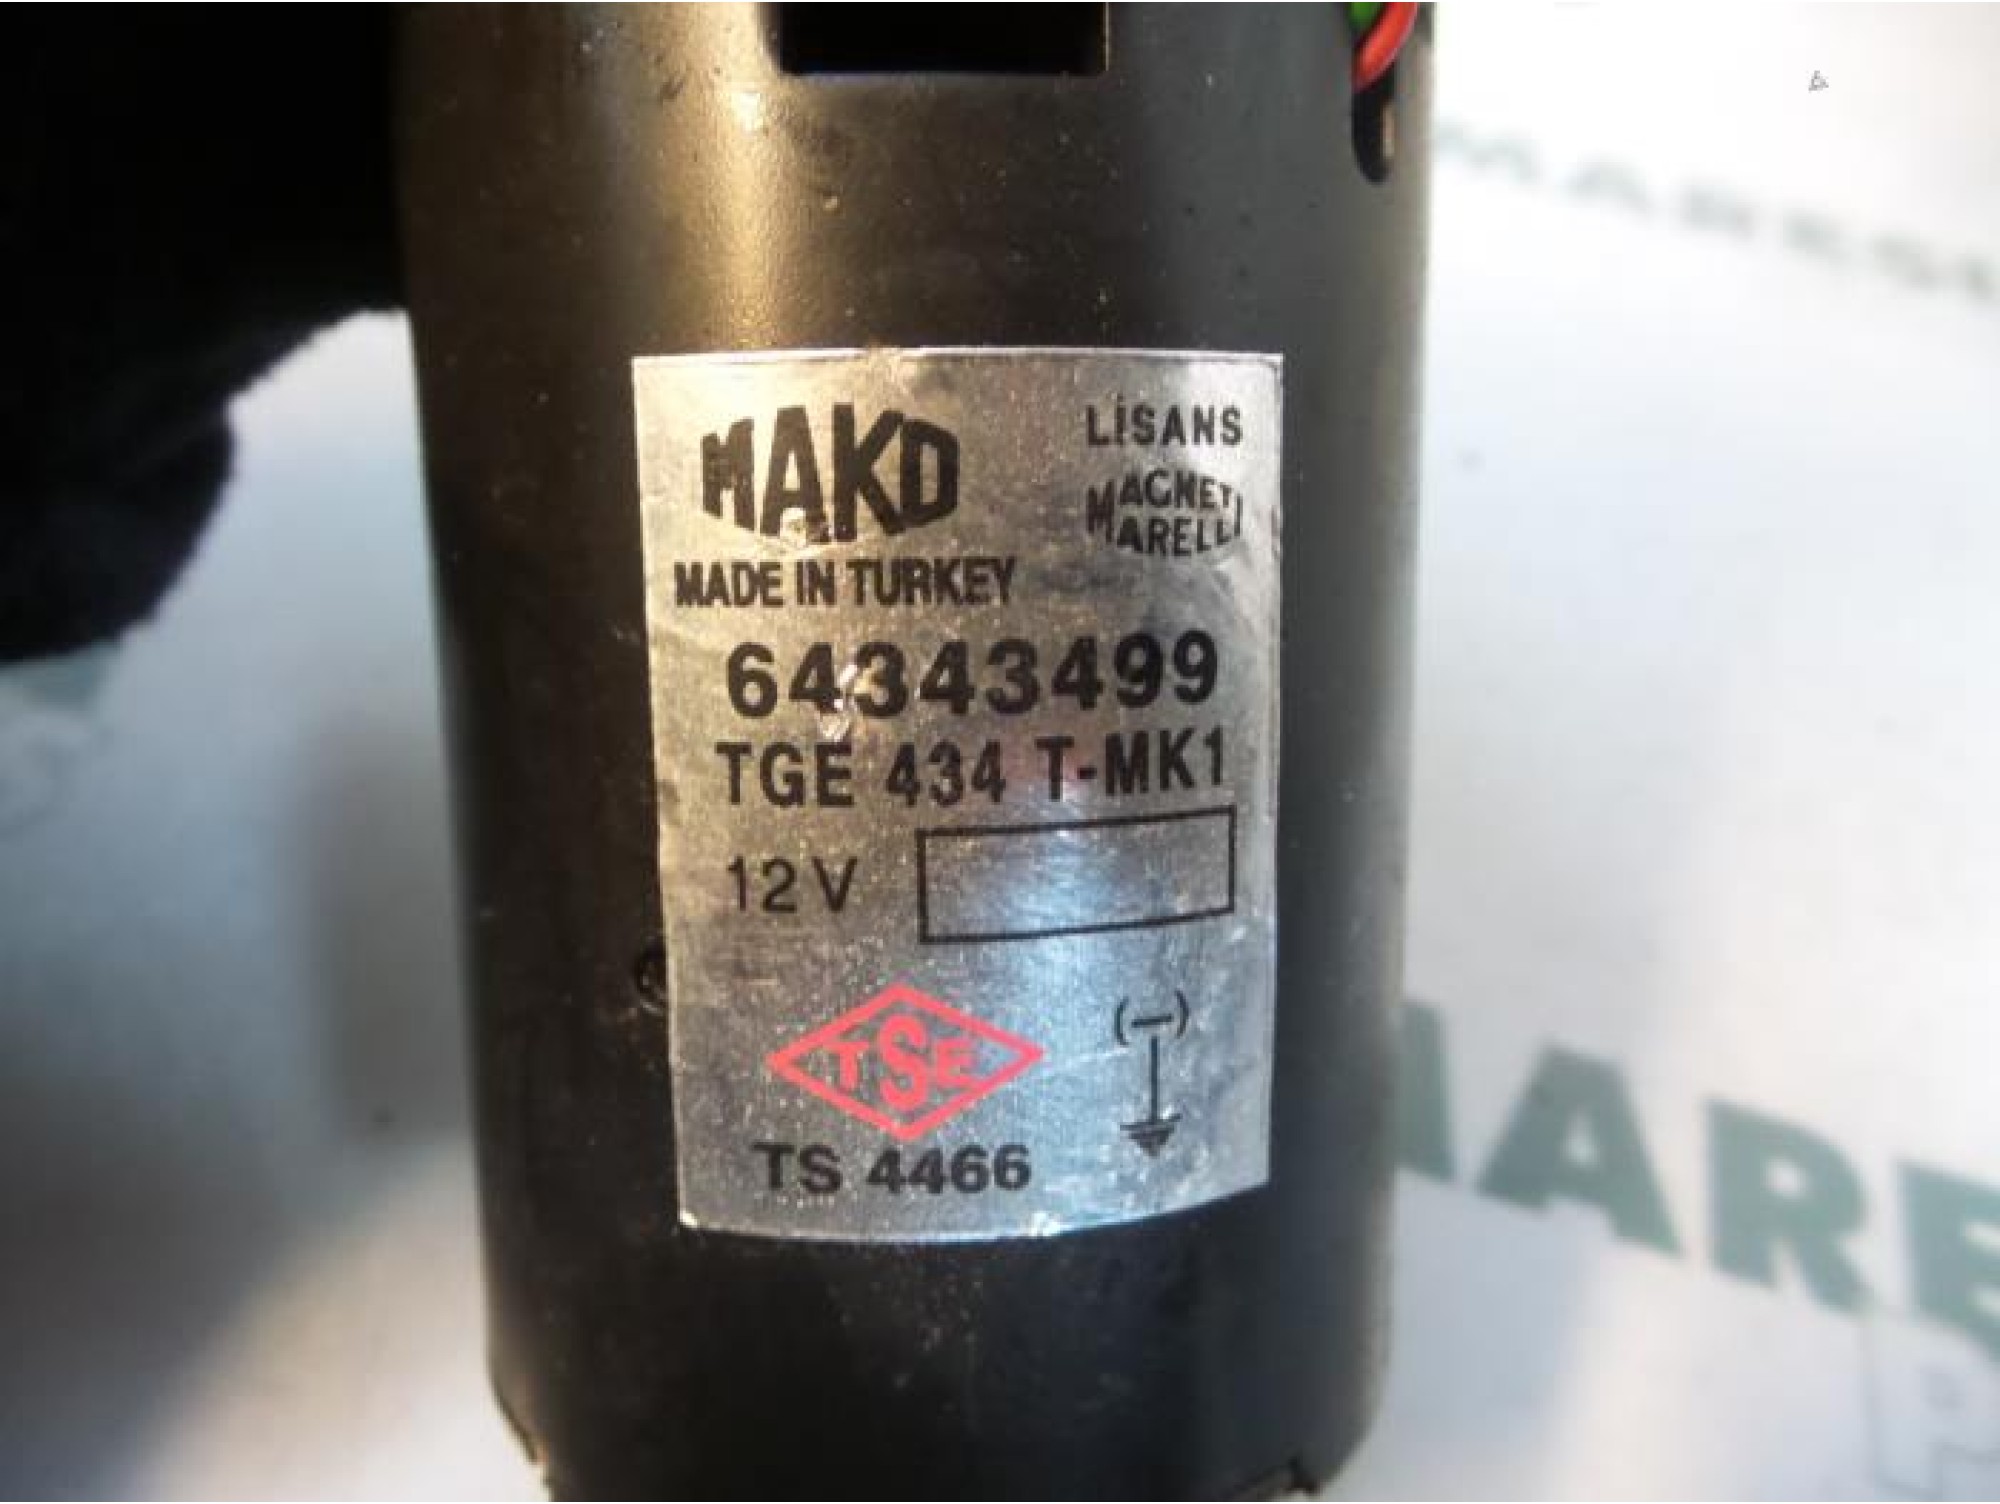 MAKO
LİSANS
MAGNETI
MARELLI
MADE IN TURKEY
64343499
TGE 434 T-MK1
12V
(-)
TSE
TS 4466